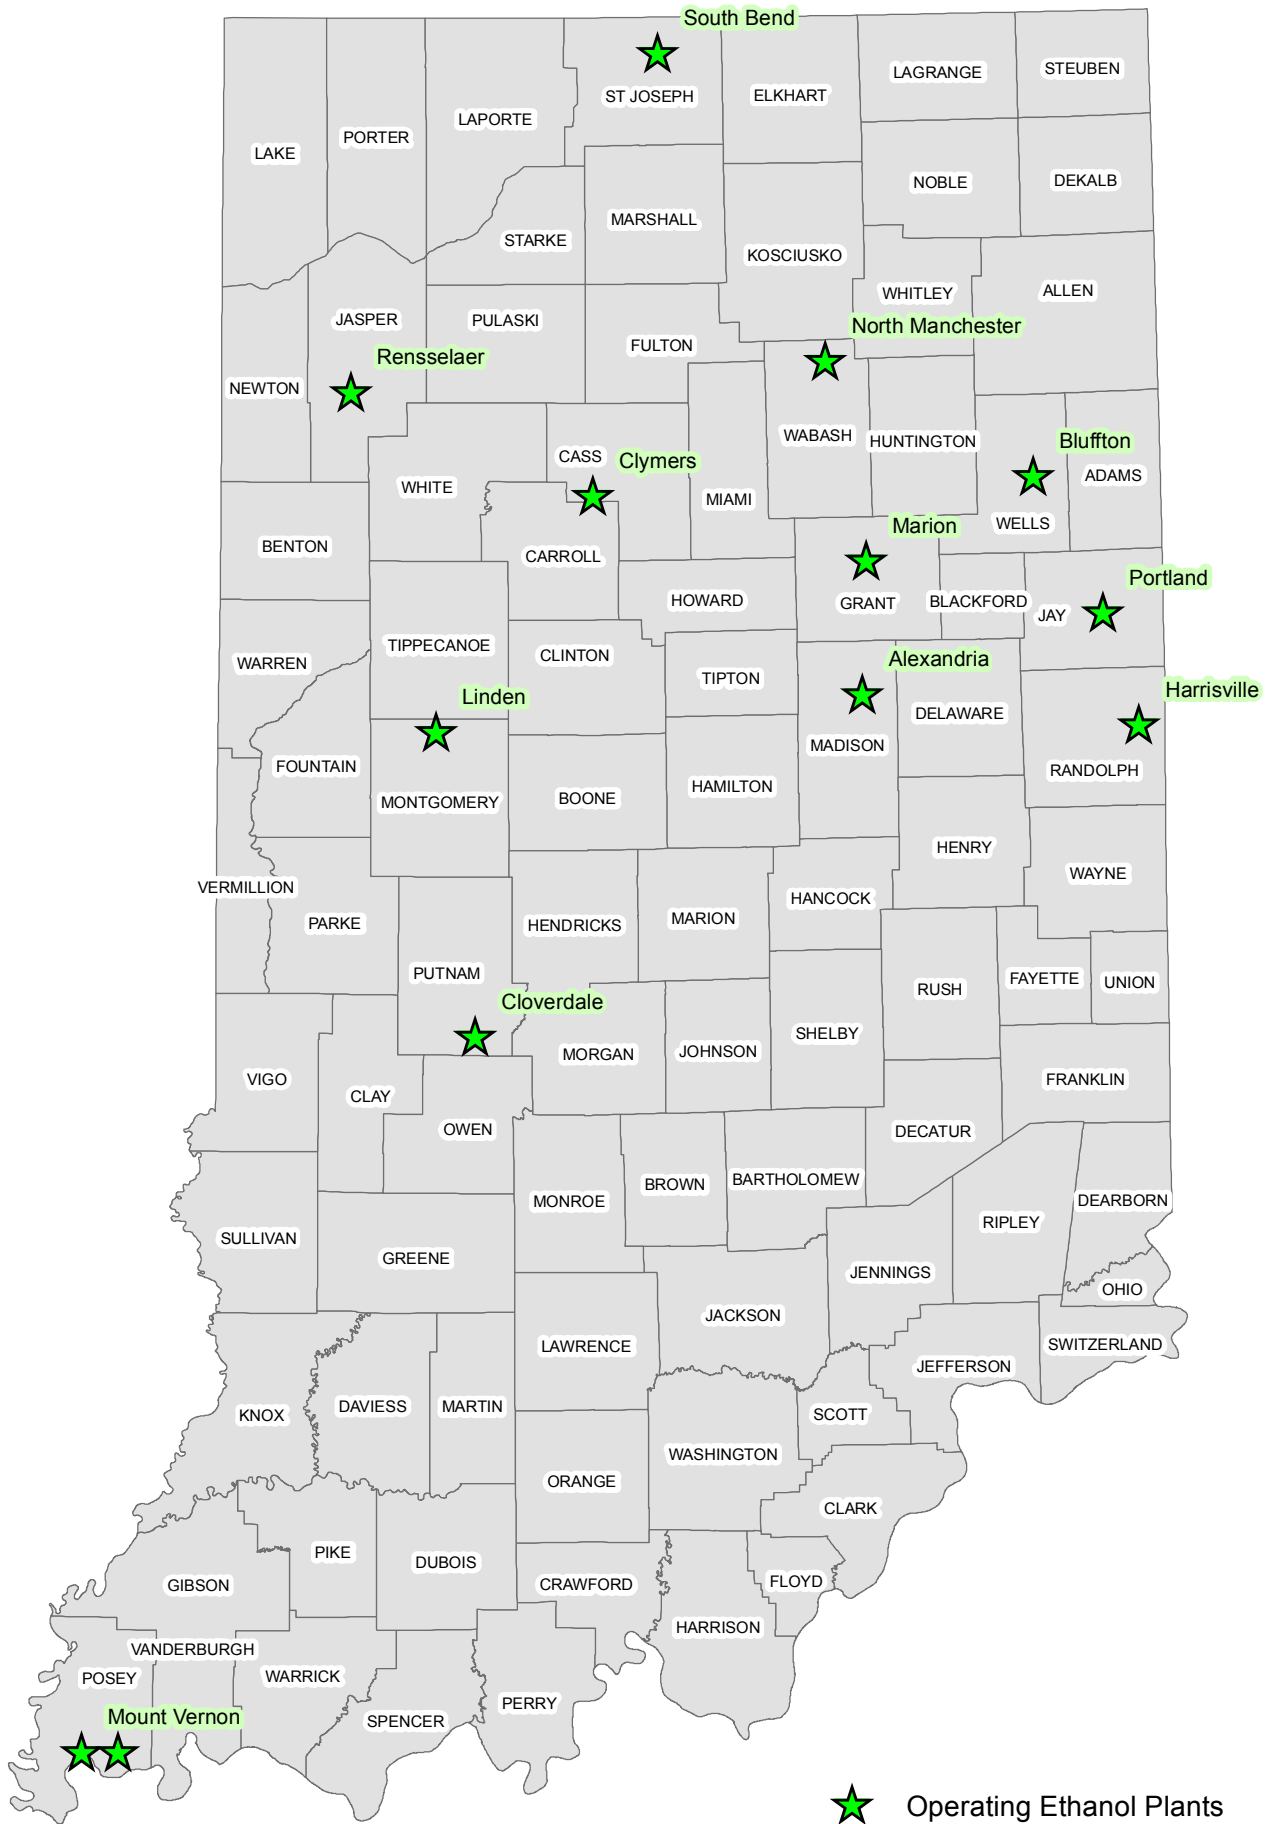 South Bend
LAGRANGE
STEUBEN
ST JOSEPH
ELKHART
LAPORTE
PORTER
LAKE
NOBLE
DEKALB
MARSHALL
STARKE
KOSCIUSKO
WHITLEY
ALLEN
JASPER
PULASKI
North Manchester
FULTON
Rensselaer
NEWTON
WABASH
HUNTINGTON
Bluffton
CASS
Clymers
ADAMS
WHITE
MIAMI
WELLS
Marion
BENTON
CARROLL
Portland
HOWARD
GRANT
BLACKFORD
JAY
TIPPECANOE
CLINTON
WARREN
Alexandria
TIPTON
Harrisville
Linden
DELAWARE
MADISON
FOUNTAIN
RANDOLPH
MONTGOMERY
BOONE
HAMILTON
HENRY
WAYNE
VERMILLION
HANCOCK
PARKE
HENDRICKS
MARION
PUTNAM
FAYETTE
UNION
RUSH
Cloverdale
SHELBY
MORGAN
JOHNSON
VIGO
FRANKLIN
CLAY
OWEN
DECATUR
BARTHOLOMEW
BROWN
MONROE
DEARBORN
RIPLEY
SULLIVAN
GREENE
JENNINGS
OHIO
JACKSON
LAWRENCE
SWITZERLAND
JEFFERSON
KNOX
DAVIESS
MARTIN
SCOTT
WASHINGTON
ORANGE
CLARK
PIKE
DUBOIS
GIBSON
CRAWFORD
FLOYD
HARRISON
VANDERBURGH
POSEY
WARRICK
PERRY
Mount Vernon
SPENCER
Operating Ethanol Plants